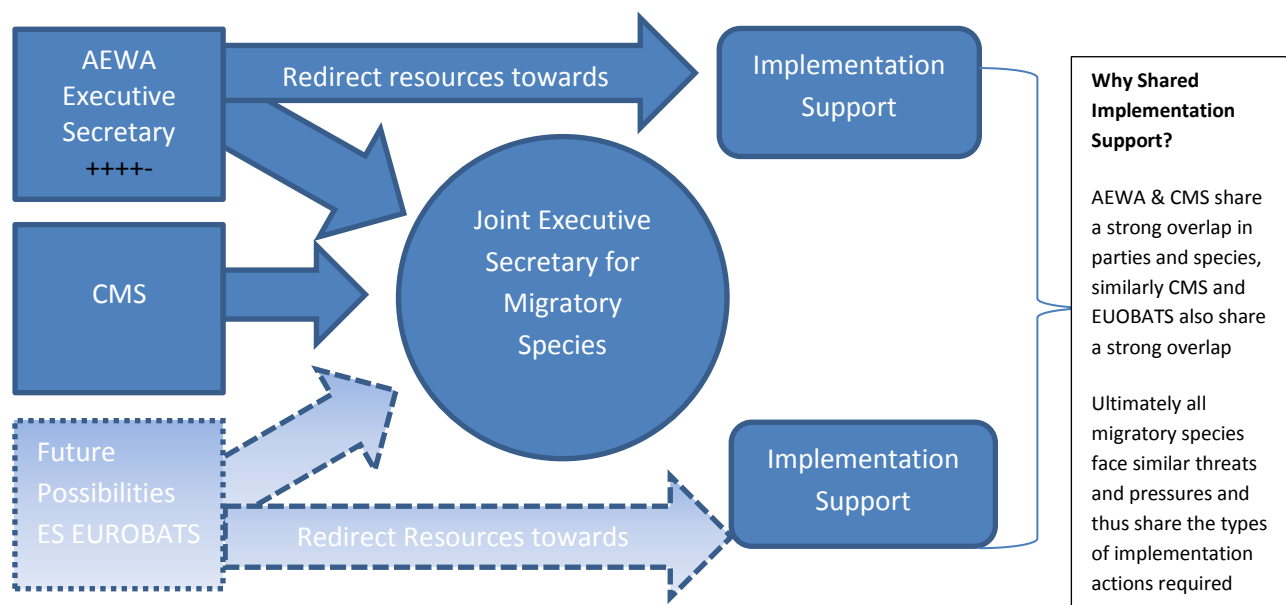 AEWA
Executive
Secretary
++++-
Redirect resources towards
Implementation
Support
CMS
Joint Executive
Secretary for
Migratory
Species
Future
Possibilities
ES EUROBATS
Redirect Resources towards
Implementation
Support
Why Shared
Implementation
Support?
AEWA & CMS share
a strong overlap in
parties and species,
similarly CMS and
EUOBATS also share
a strong overlap
Ultimately all
migratory species
face similar threats
and pressures and
thus share the types
of implementation
actions required